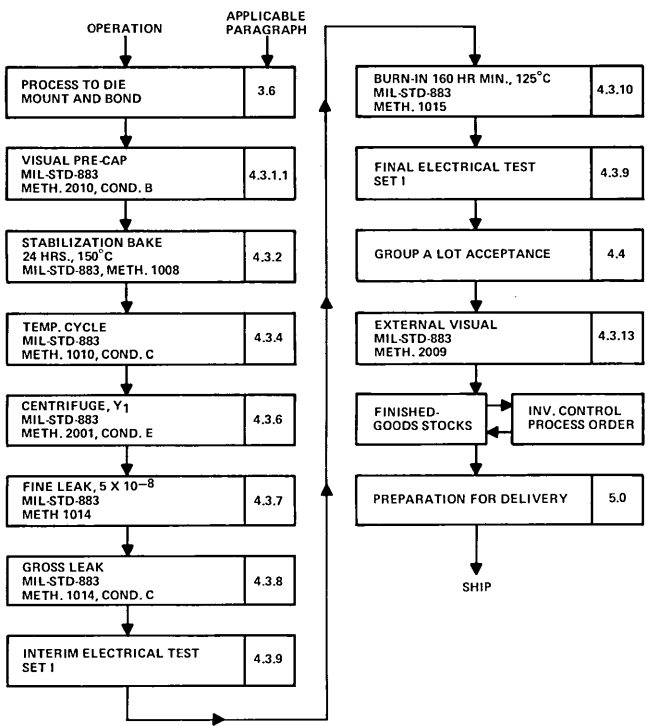 OPERATION
APPLICABLE
PARAGRAPH
PROCESS TO DIE
MOUNT AND BOND
3.6
VISUAL PRE-CAP
MIL-STD-883
METH. 2010, COND. B
4.3.1.1
STABILIZATION BAKE
24 HRS., 150°C
MIL-STD-883, METH. 1008
4.3.2
TEMP. CYCLE
MIL-STD-883
METH. 1010, COND. C
4.3.4
CENTRIFUGE, Y1
MIL-STD-883
METH. 2001, COND. E
4.3.6
FINE LEAK, 5 X 10−8
MIL-STD-883
METH 1014
4.3.7
GROSS LEAK
MIL-STD-883
METH. 1014, COND. C
4.3.8
INTERIM ELECTRICAL TEST
SET I
4.3.9
BURN-IN 160 HR MIN., 125°C
MIL-STD-883
METH. 1015
4.3.10
FINAL ELECTRICAL TEST
SET I
4.3.9
GROUP A LOT ACCEPTANCE
4.4
EXTERNAL VISUAL
MIL-STD-883
METH. 2009
4.3.13
FINISHED-
GOODS STOCKS
INV. CONTROL
PROCESS ORDER
PREPARATION FOR DELIVERY
5.0
SHIP